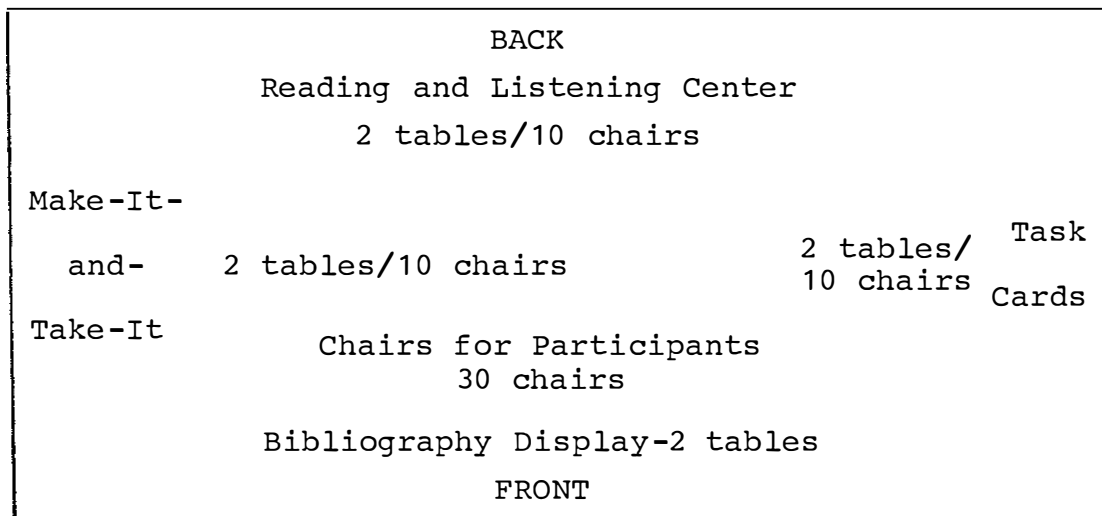 BACK
Reading and Listening Center
2 tables/10 chairs
Make-It-
and-
Take-It
2 tables/10 chairs
2 tables/
10 chairs
Task
Cards
Chairs for Participants
30 chairs
Bibliography Display-2 tables
FRONT